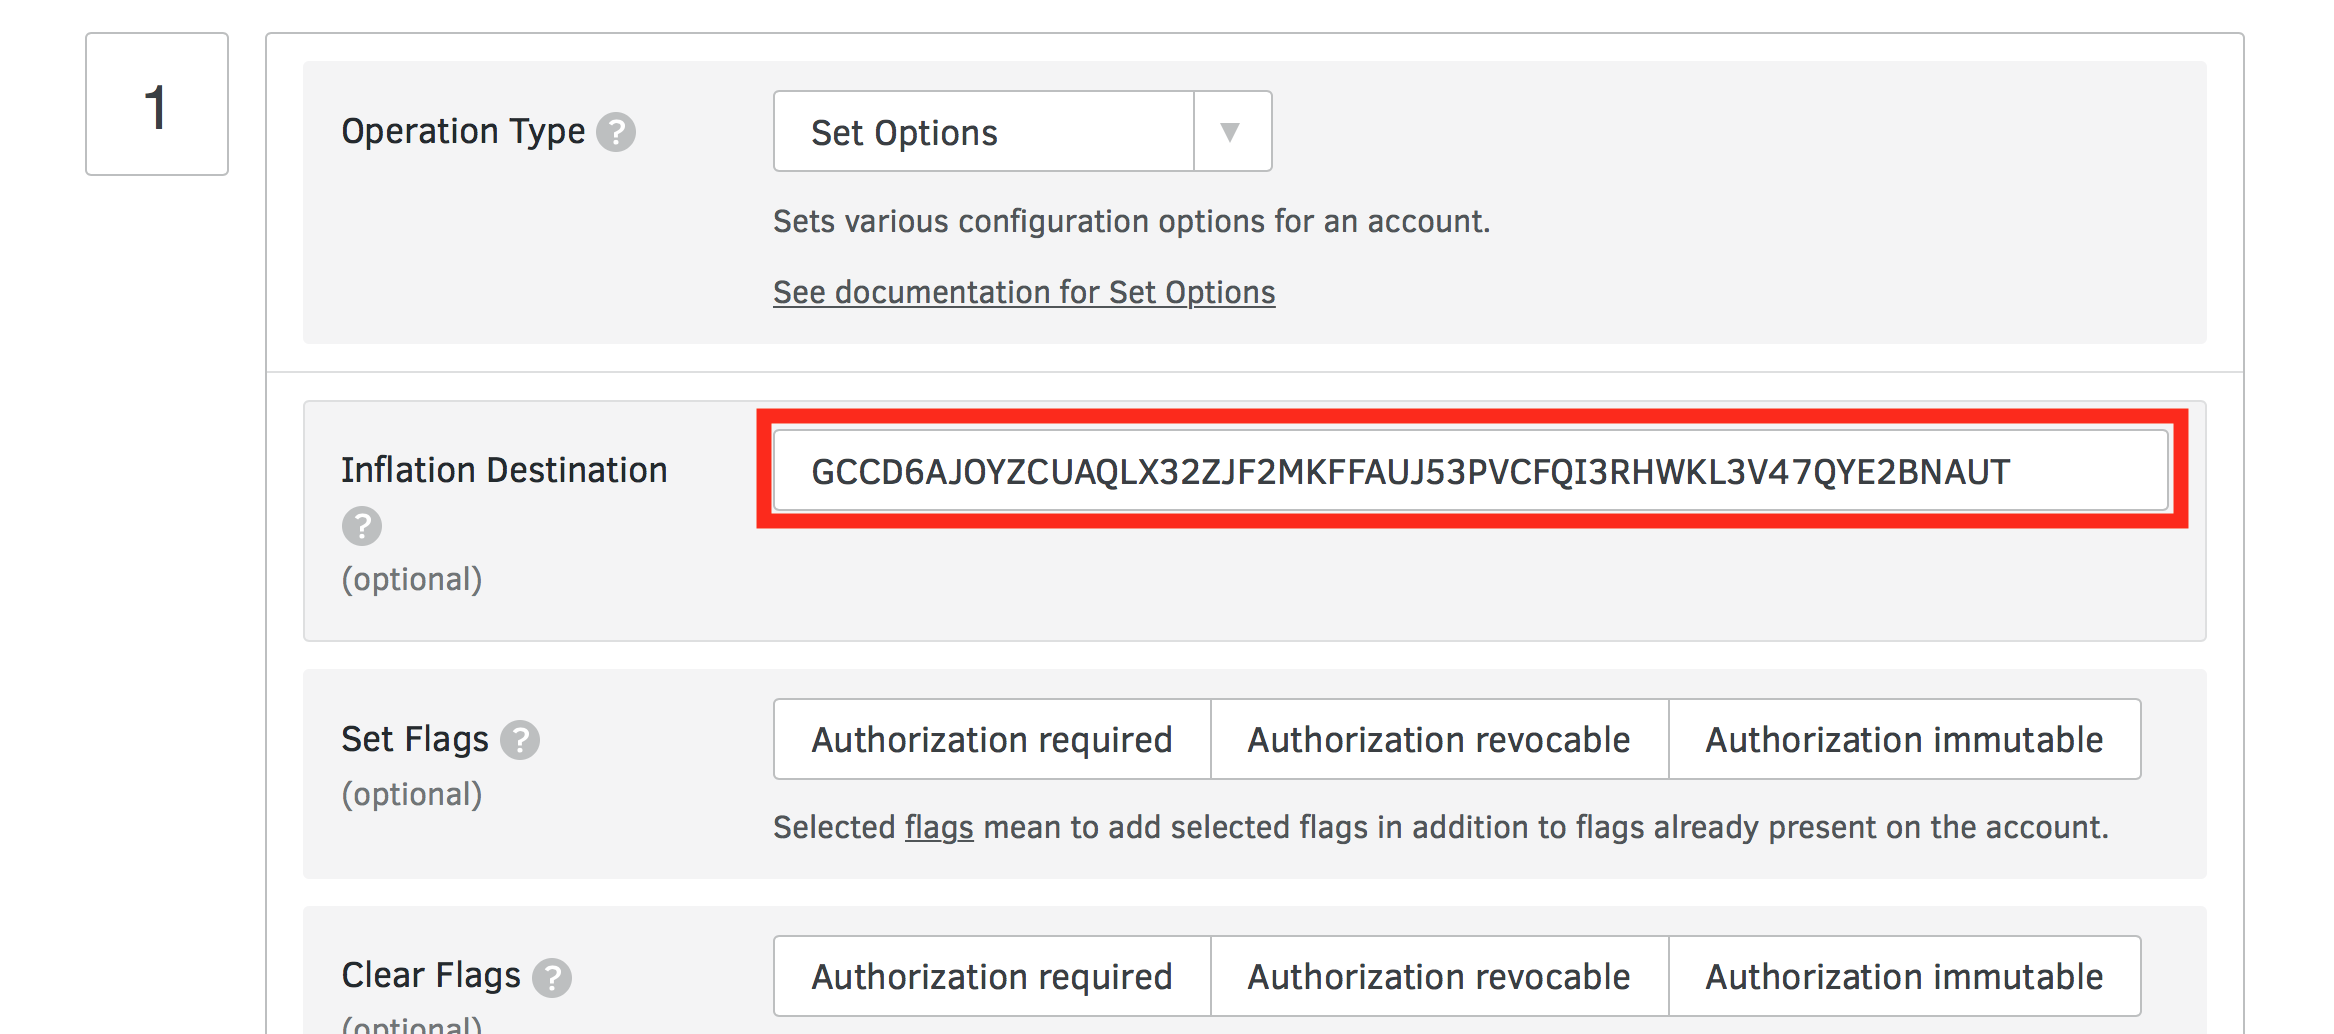 1
Operation Type ?
Set Options ▼
Sets various configuration options for an account.
See documentation for Set Options
Inflation Destination
?
(optional)
GCCD6AJOYZCUAQLX32ZJF2MKFFAUJ53PVCFQI3RHWKL3V47QYE2BNAUT
Set Flags ?
(optional)
Authorization required Authorization revocable Authorization immutable
Selected flags mean to add selected flags in addition to flags already present on the account.
Clear Flags ?
(optional)
Authorization required Authorization revocable Authorization immutable